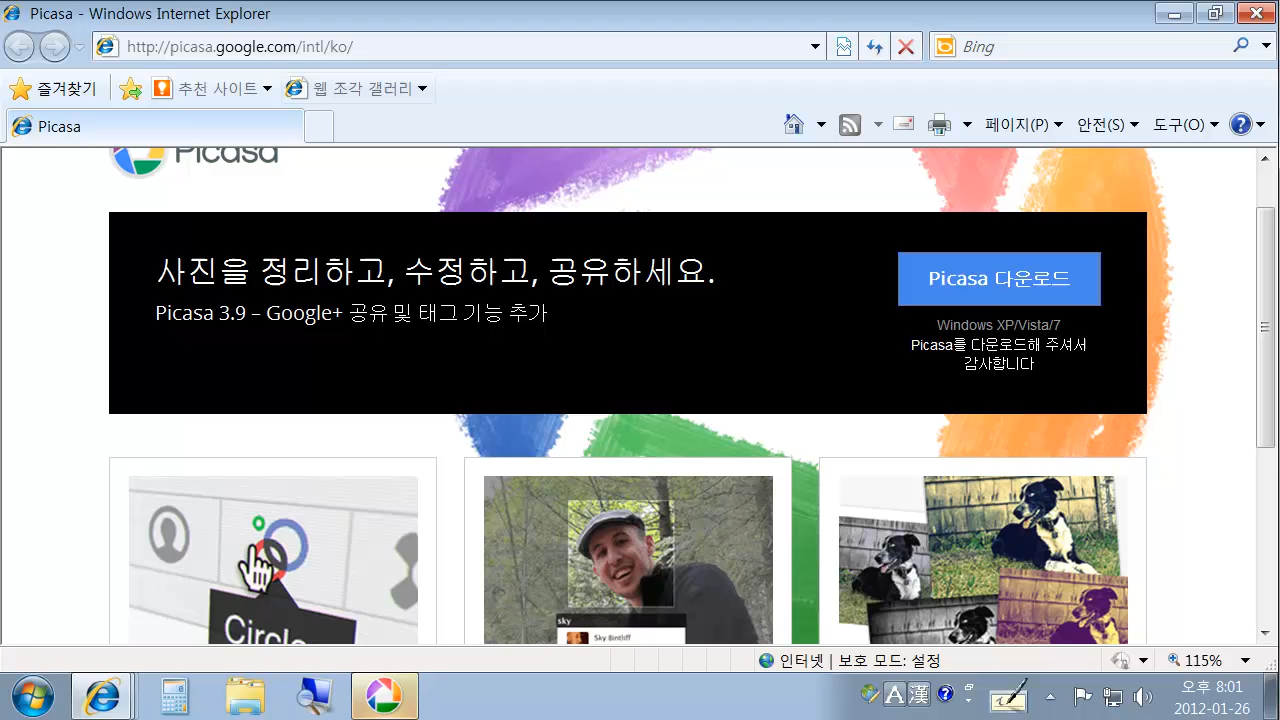 Picasa - Windows Internet Explorer
http://picasa.google.com/intl/ko/
Bing
즐겨찾기
추천 사이트
웹 조각 갤러리
Picasa
페이지(P)
안전(S)
도구(O)
Picasa
사진을 정리하고, 수정하고, 공유하세요.
Picasa 3.9 – Google+ 공유 및 태그 기능 추가
Picasa 다운로드
Windows XP/Vista/7
Picasa를 다운로드해 주셔서
감사합니다
Circle
sky
Sky Bintliff
인터넷 | 보호 모드: 설정
115%
A 漢
오후 8:01
2012-01-26